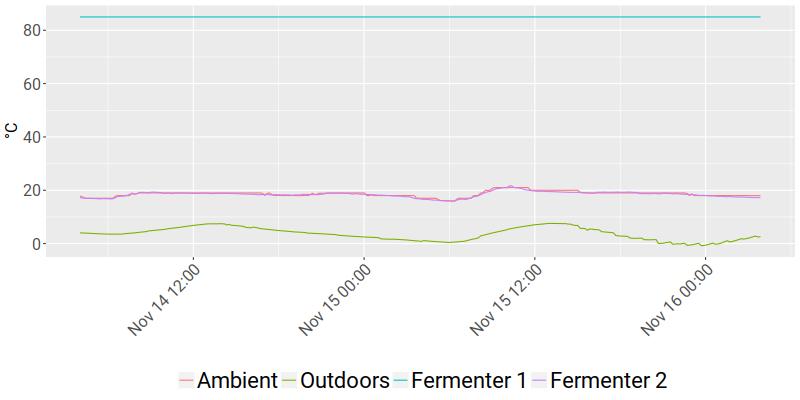 °C
80
60
40
20
0
Nov 14 12:00
Nov 15 00:00
Nov 15 12:00
Nov 16 00:00
Ambient Outdoors Fermenter 1 Fermenter 2